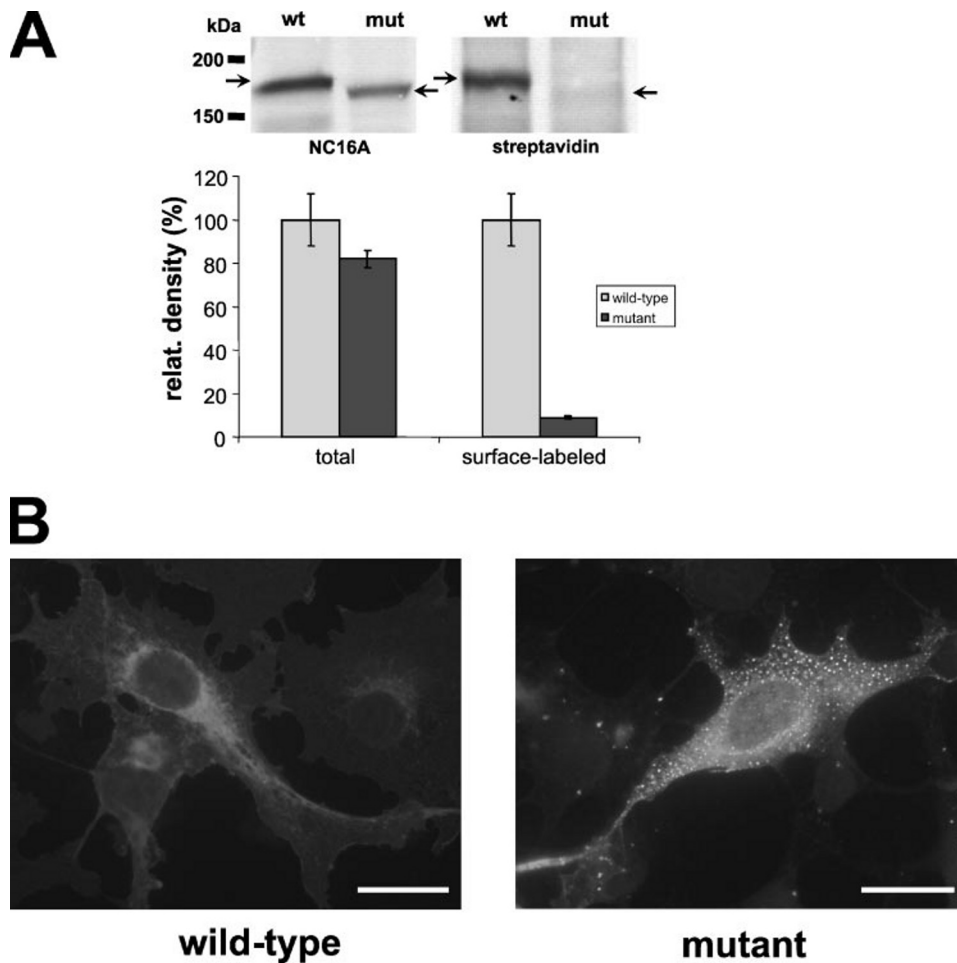 A
kDa
wt mut wt mut
200
150
NC16A streptavidin
relat. density (%)
120
100
80
60
40
20
0
wild-type
mutant
total surface-labeled
B
wild-type mutant